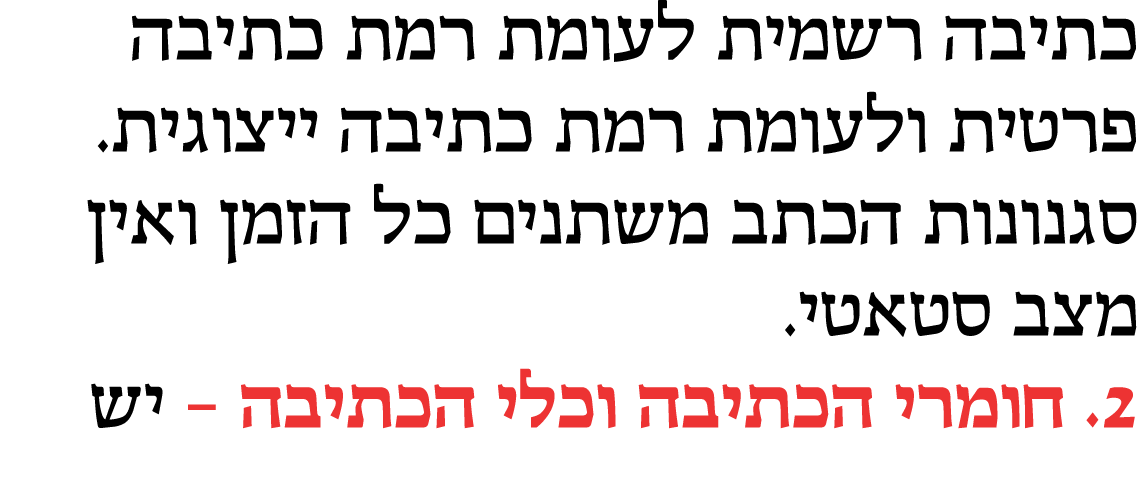 כתיבה רשמית לעומת רמת כתיבה
פרטית ולעומת רמת כתיבה ייצוגית.
סגנונות הכתב משתנים כל הזמן ואין
מצב סטאטי.
2. חומרי הכתיבה וכלי הכתיבה – יש